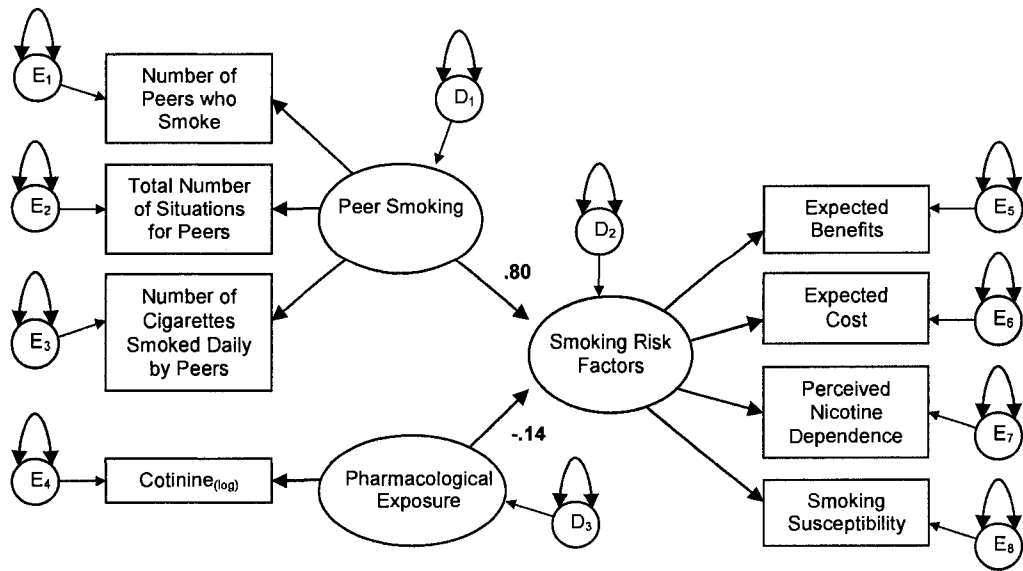 E1
Number of
Peers who
Smoke
D1
E2
Total Number
of Situations
for Peers
Peer Smoking
E3
Number of
Cigarettes
Smoked Daily
by Peers
.80
D2
Smoking Risk
Factors
Expected
Benefits
E5
Expected
Cost
E6
Perceived
Nicotine
Dependence
E7
Smoking
Susceptibility
E8
-.14
E4
Cotinine(log)
Pharmacological
Exposure
D3